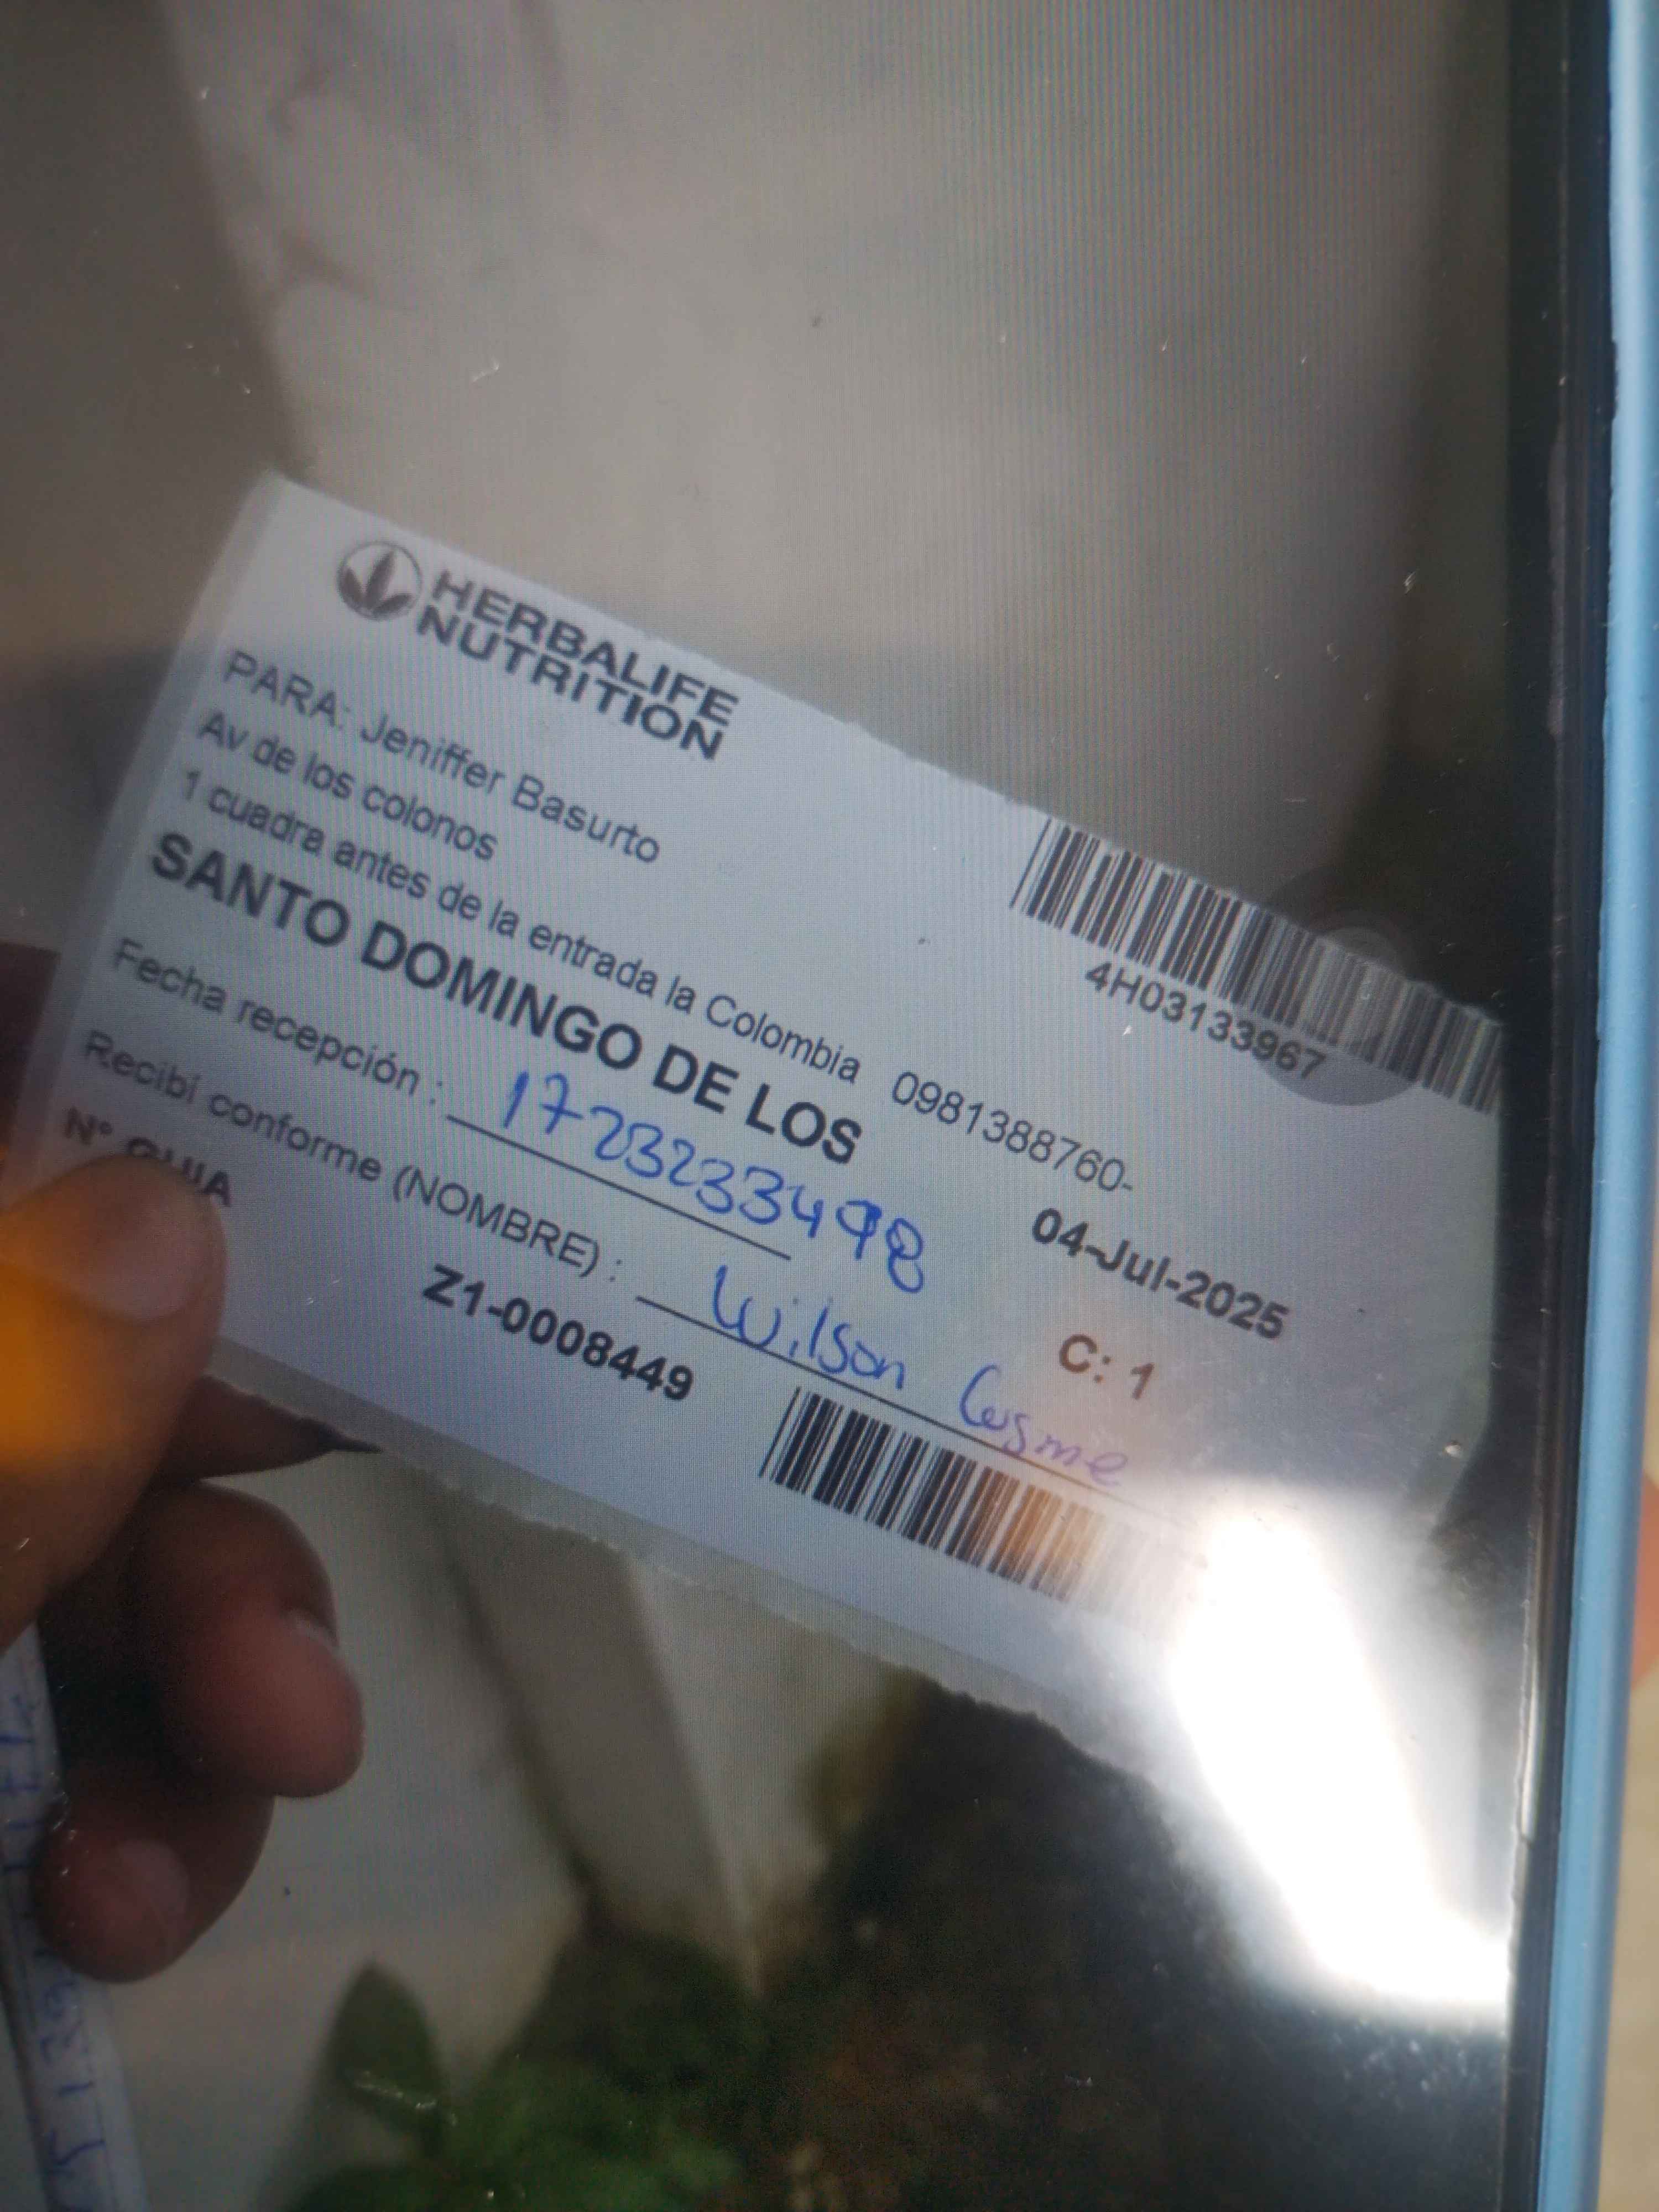 HERBALIFE
NUTRITION
4H03133967
PARA: Jeniffer Basurto
Av de los colonos
1 cuadra antes de la entrada la Colombia 0981388760-
SANTO DOMINGO DE LOS
04-Jul-2025
Fecha recepción : 1723233498
C: 1
Recibí conforme (NOMBRE) : Wilson Cusme
N° GUIA Z1-0008449